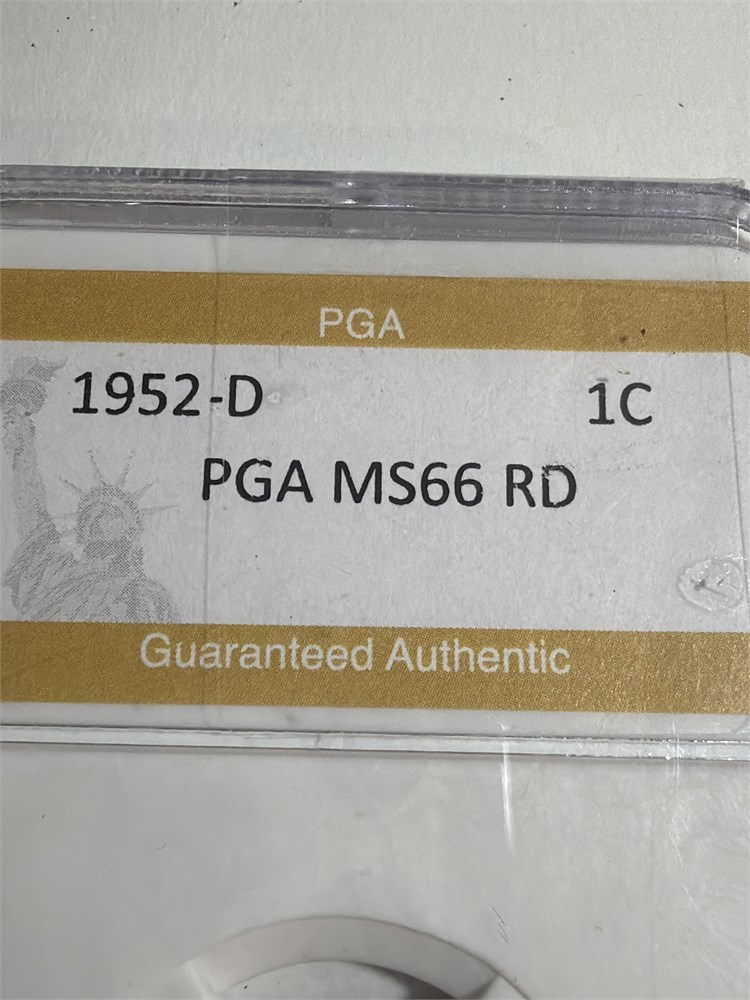 PGA
1952-D 1C
PGA MS66 RD
Guaranteed Authentic